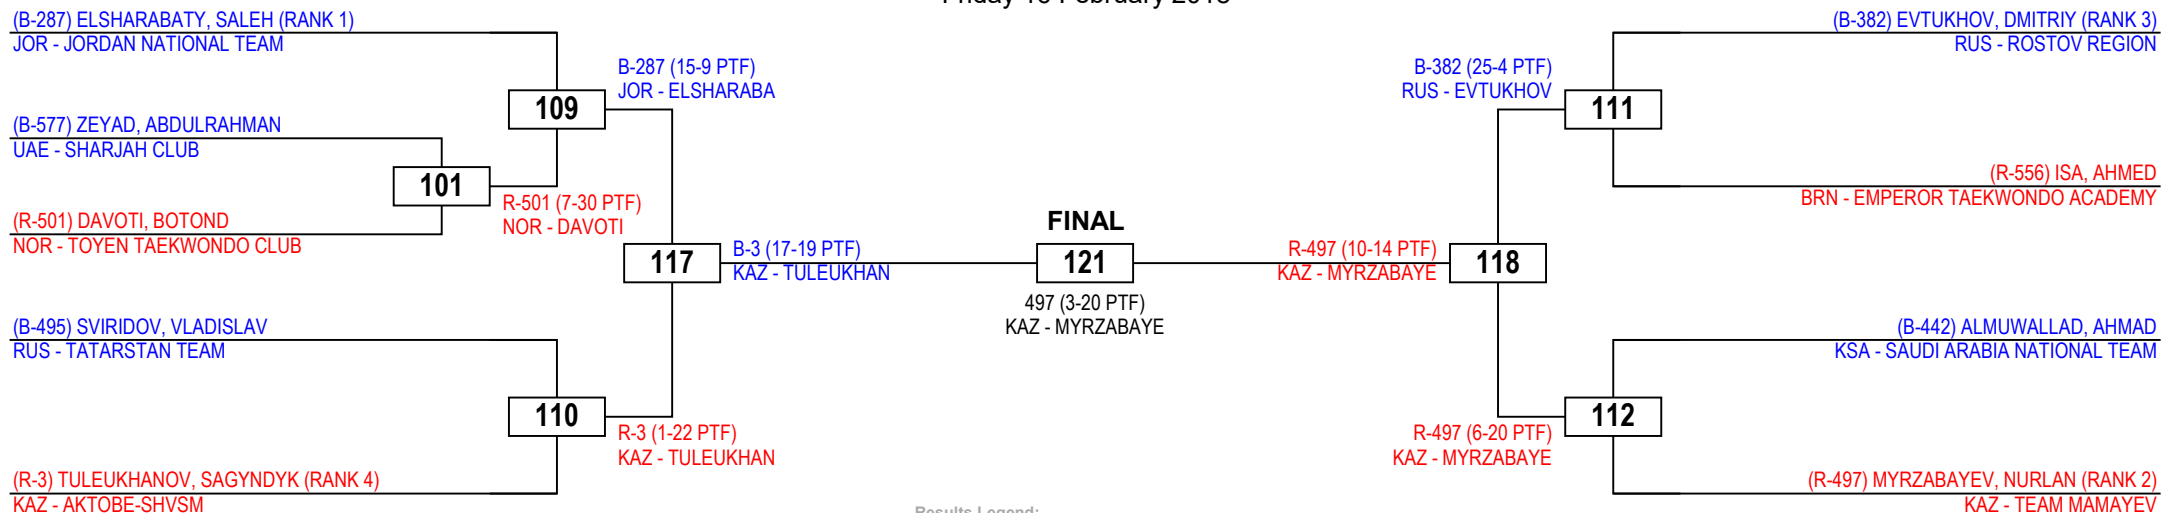 (B-287) ELSHARABATY, SALEH (RANK 1)
JOR - JORDAN NATIONAL TEAM
(B-577) ZEYAD, ABDULRAHMAN
UAE - SHARJAH CLUB
(R-501) DAVOTI, BOTOND
NOR - TOYEN TAEKWONDO CLUB
(B-495) SVIRIDOV, VLADISLAV
RUS - TATARSTAN TEAM
(R-3) TULEUKHANOV, SAGYNDYK (RANK 4)
KAZ - AKTOBE-SHVSM
101
R-501 (7-30 PTF)
NOR - DAVOTI
109
B-287 (15-9 PTF)
JOR - ELSHARABA
110
R-3 (1-22 PTF)
KAZ - TULEUKHAN
117
B-3 (17-19 PTF)
KAZ - TULEUKHAN
FINAL
121
497 (3-20 PTF)
KAZ - MYRZABAYE
R-497 (10-14 PTF)
KAZ - MYRZABAYE
118
B-382 (25-4 PTF)
RUS - EVTUKHOV
111
R-497 (6-20 PTF)
KAZ - MYRZABAYE
112
(B-382) EVTUKHOV, DMITRIY (RANK 3)
RUS - ROSTOV REGION
(R-556) ISA, AHMED
BRN - EMPEROR TAEKWONDO ACADEMY
(B-442) ALMUWALLAD, AHMAD
KSA - SAUDI ARABIA NATIONAL TEAM
(R-497) MYRZABAYEV, NURLAN (RANK 2)
KAZ - TEAM MAMAYEV
Results Legend: